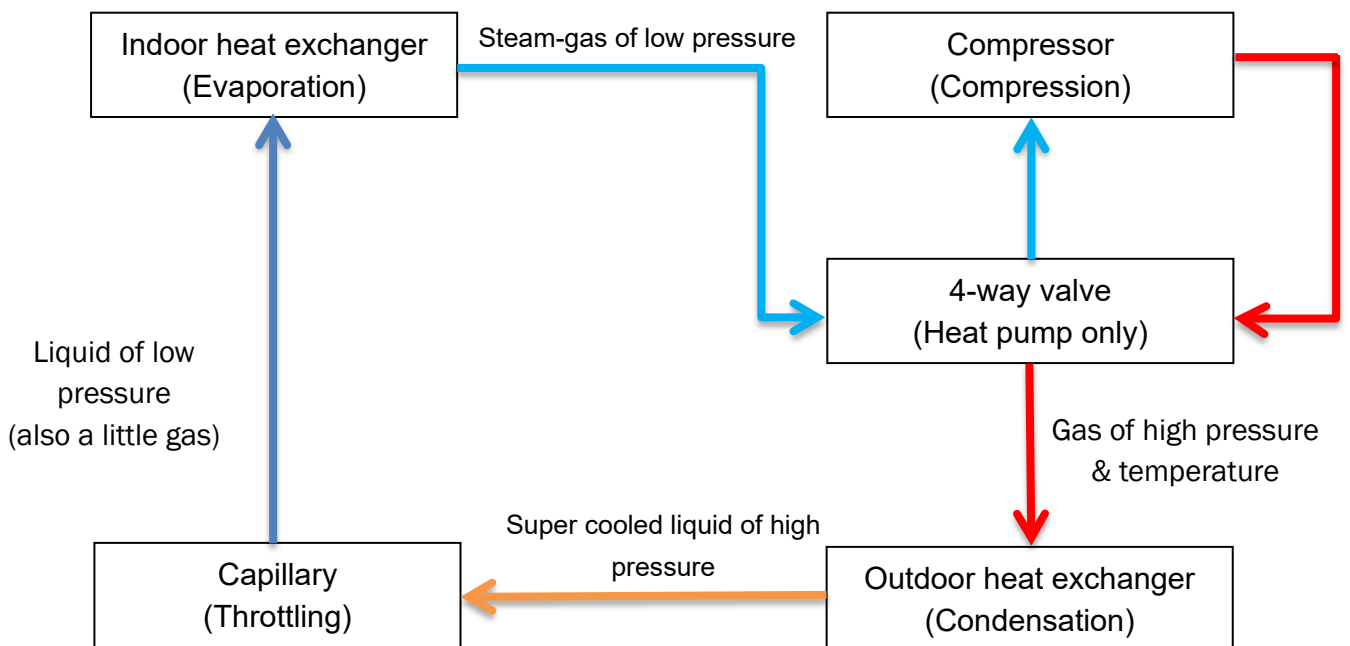 Indoor heat exchanger
(Evaporation)
Steam-gas of low pressure
Compressor
(Compression)
4-way valve
(Heat pump only)
Liquid of low
pressure
(also a little gas)
Gas of high pressure
& temperature
Super cooled liquid of high
pressure
Capillary
(Throttling)
Outdoor heat exchanger
(Condensation)